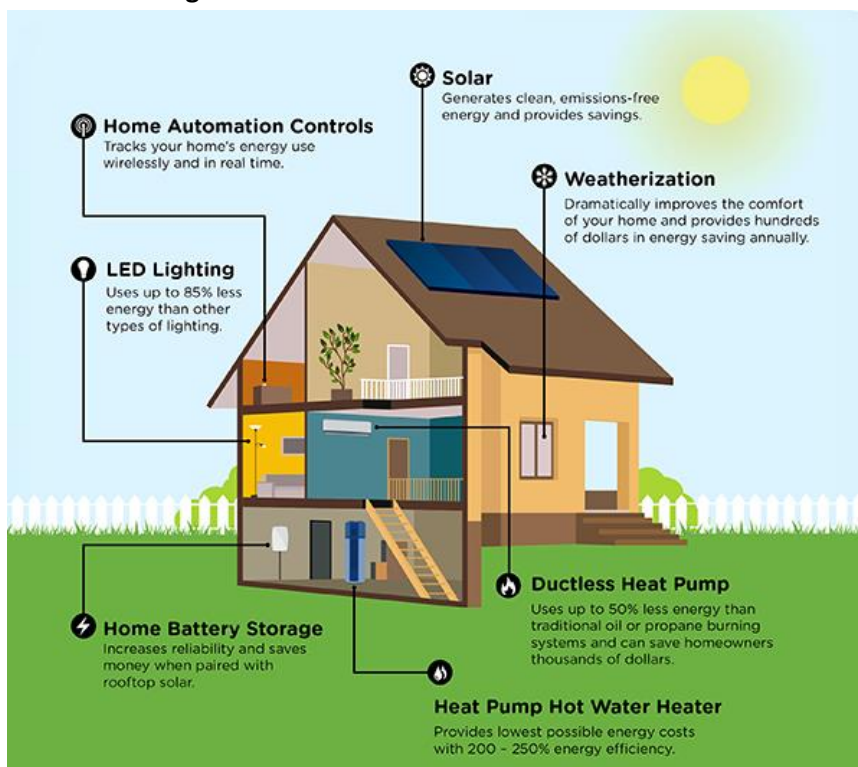 Solar
Generates clean, emissions-free
energy and provides savings.
Home Automation Controls
Tracks your home's energy use
wirelessly and in real time.
Weatherization
Dramatically improves the comfort
of your home and provides hundreds
of dollars in energy saving annually.
LED Lighting
Uses up to 85% less
energy than other
types of lighting.
Ductless Heat Pump
Uses up to 50% less energy than
traditional oil or propane burning
systems and can save homeowners
thousands of dollars.
Home Battery Storage
Increases reliability and saves
money when paired with
rooftop solar.
Heat Pump Hot Water Heater
Provides lowest possible energy costs
with 200 – 250% energy efficiency.